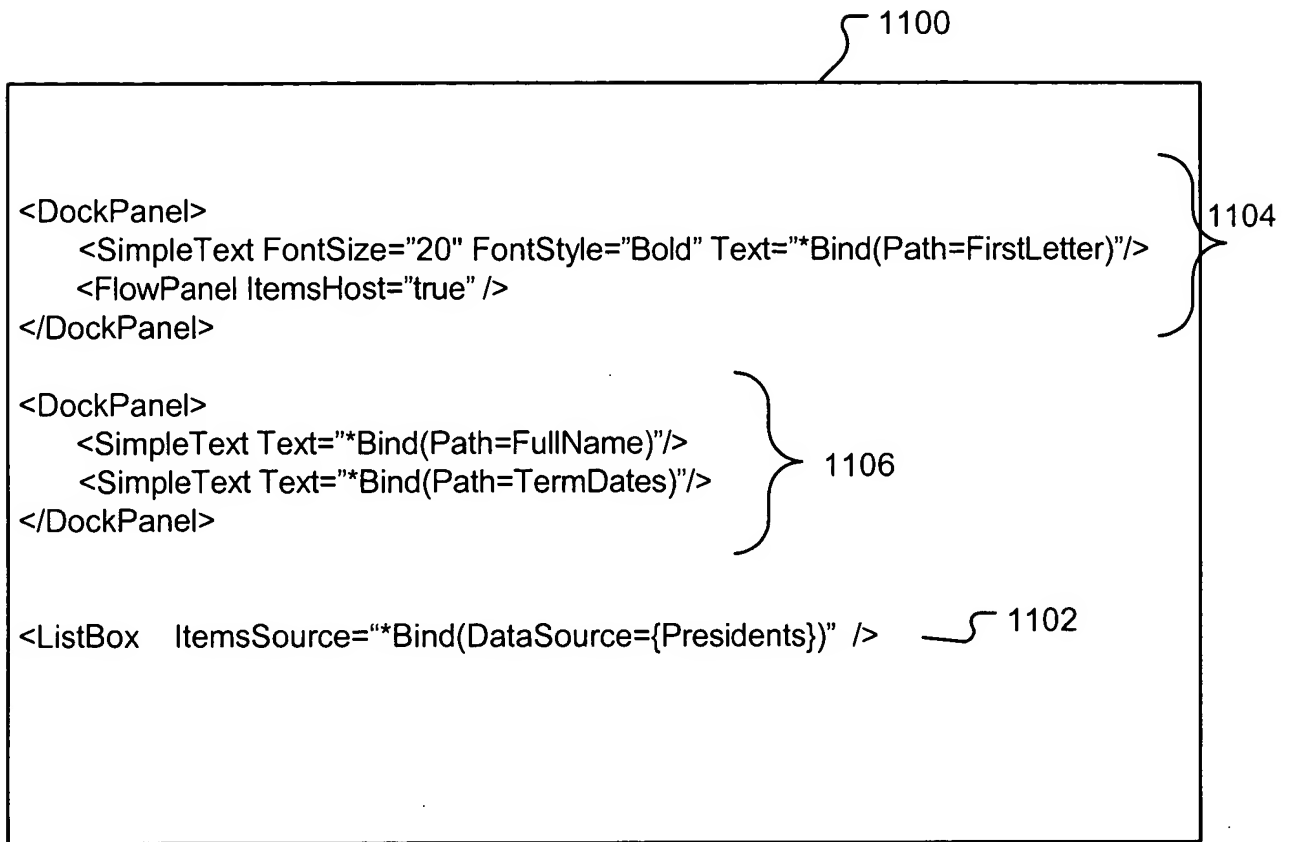 1100
<DockPanel>
<SimpleText FontSize="20" FontStyle="Bold" Text="*Bind(Path=FirstLetter)"/>
<FlowPanel ItemsHost="true" />
</DockPanel>
1104
<DockPanel>
<SimpleText Text="*Bind(Path=FullName)"/>
<SimpleText Text="*Bind(Path=TermDates)"/>
</DockPanel>
1106
<ListBox ItemsSource="*Bind(DataSource={Presidents})" />
1102